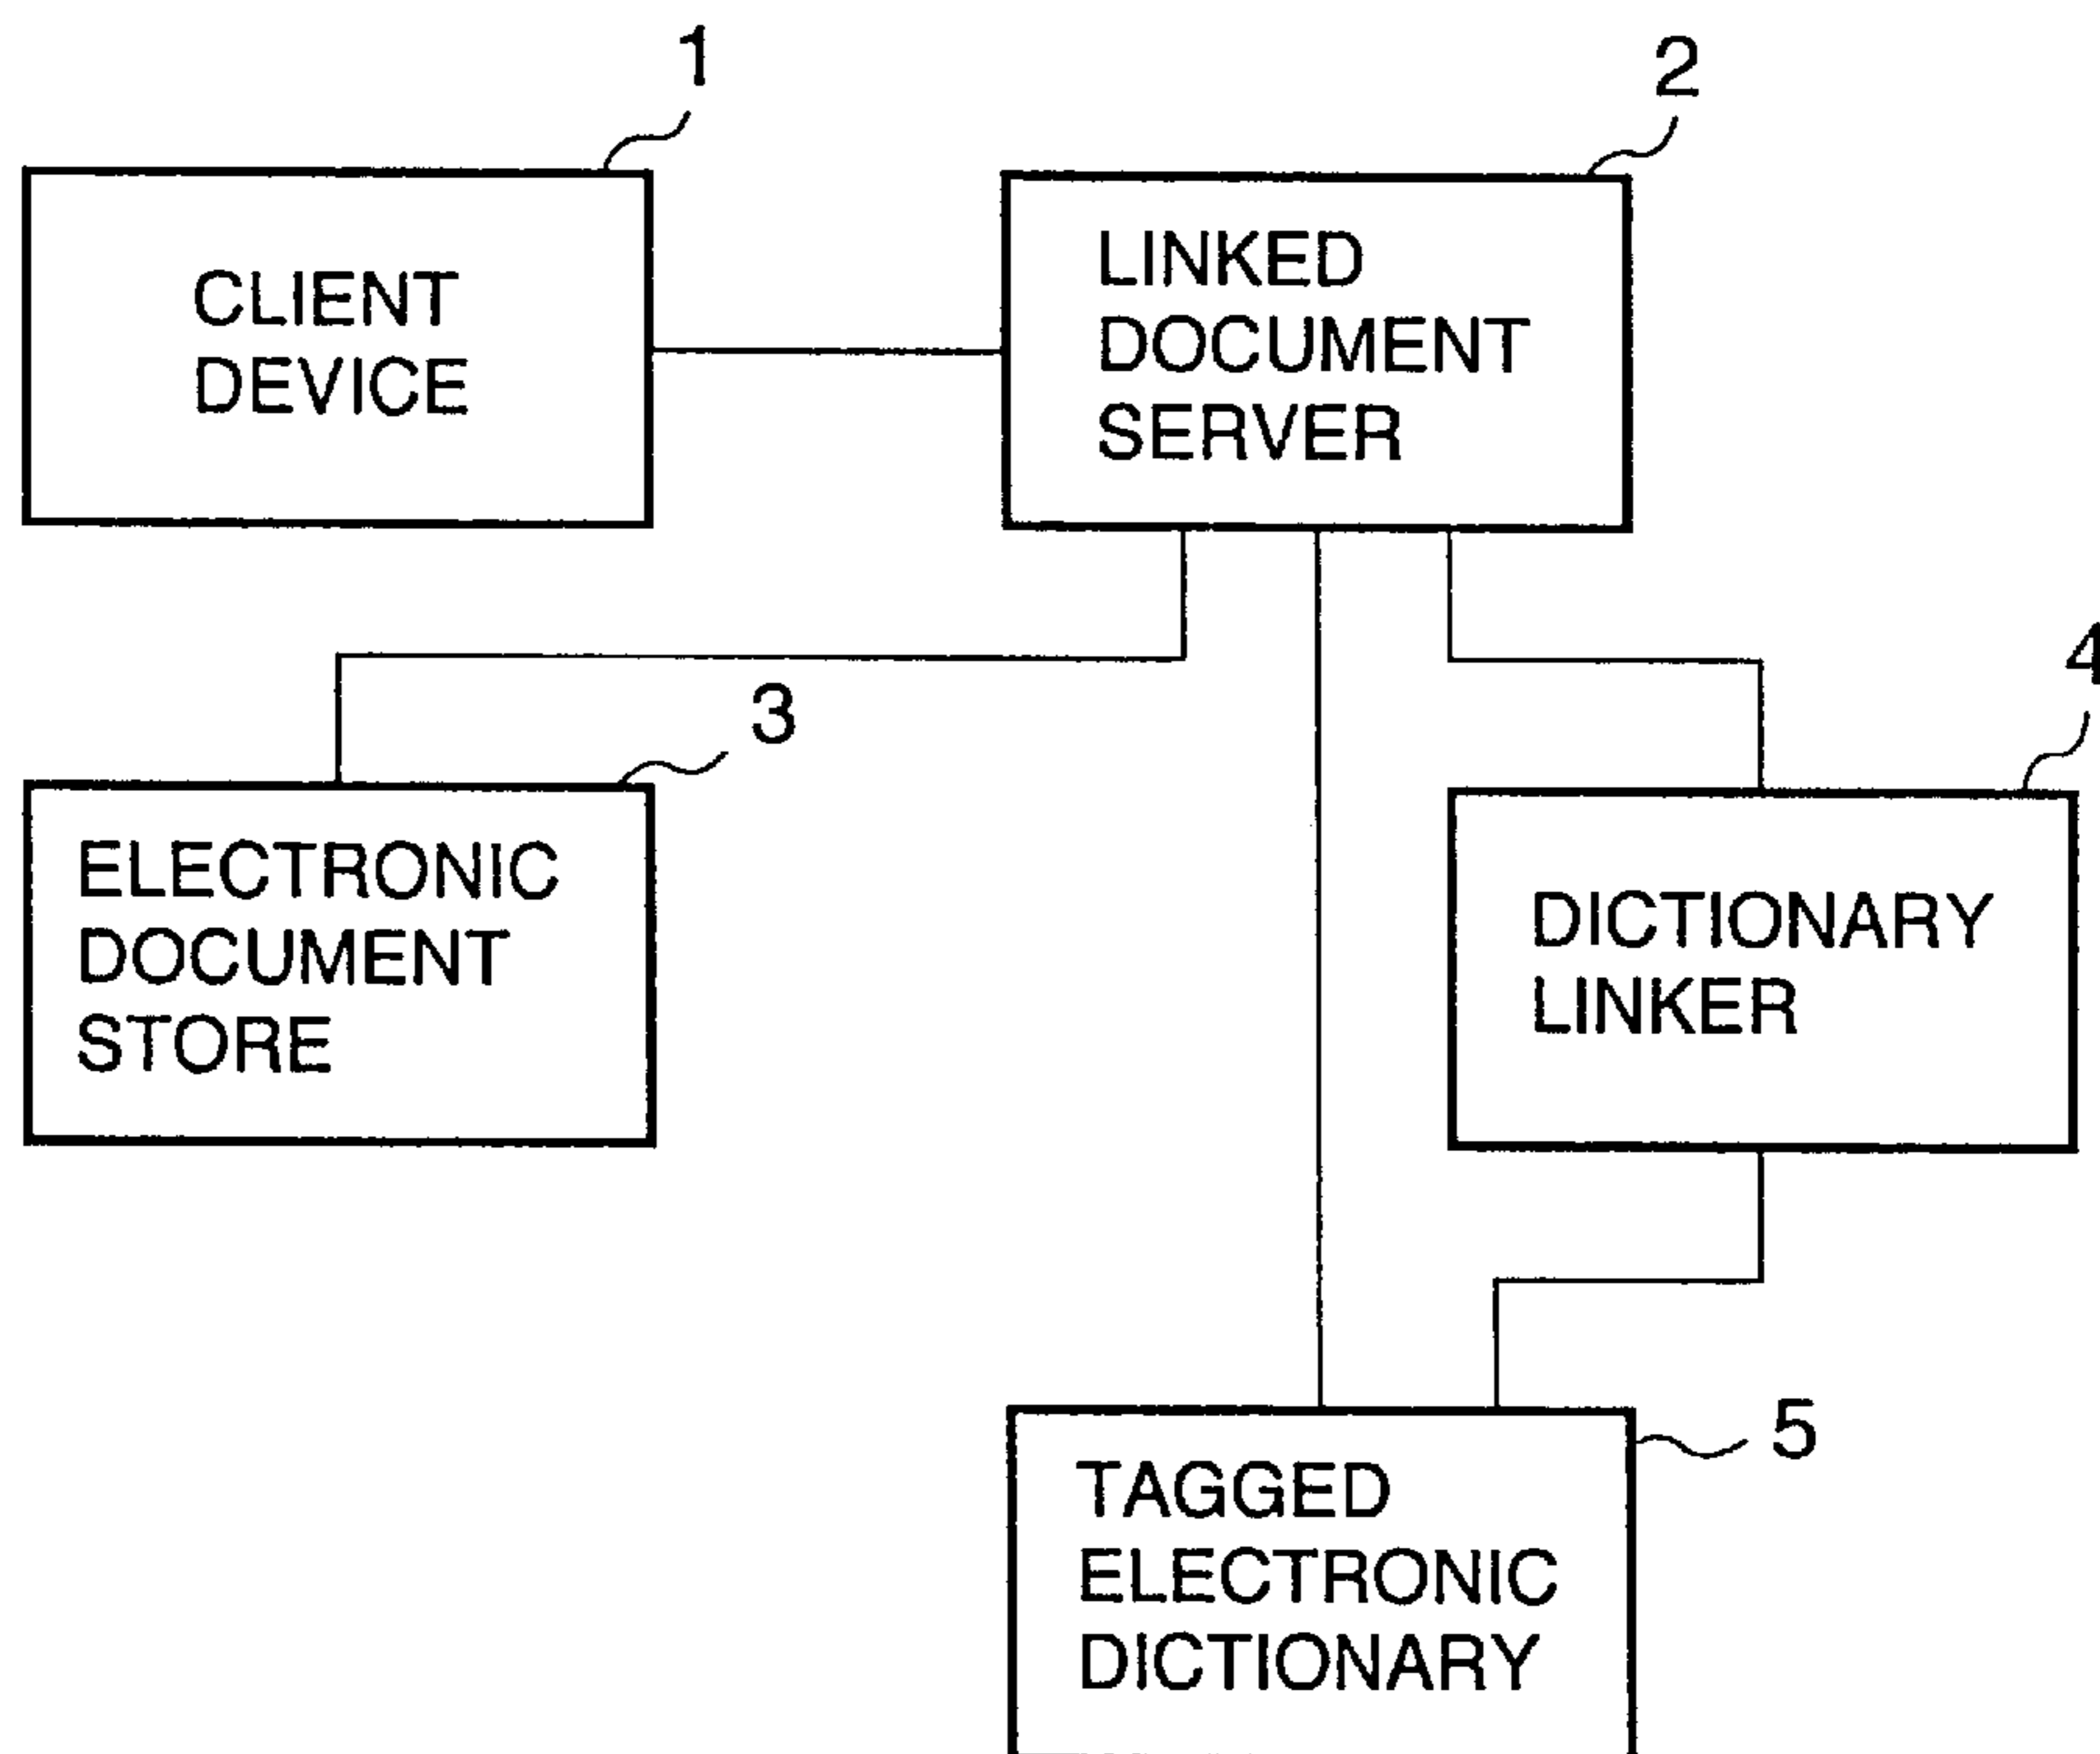 1
2
CLIENT
DEVICE
LINKED
DOCUMENT
SERVER
3
4
ELECTRONIC
DOCUMENT
STORE
DICTIONARY
LINKER
5
TAGGED
ELECTRONIC
DICTIONARY